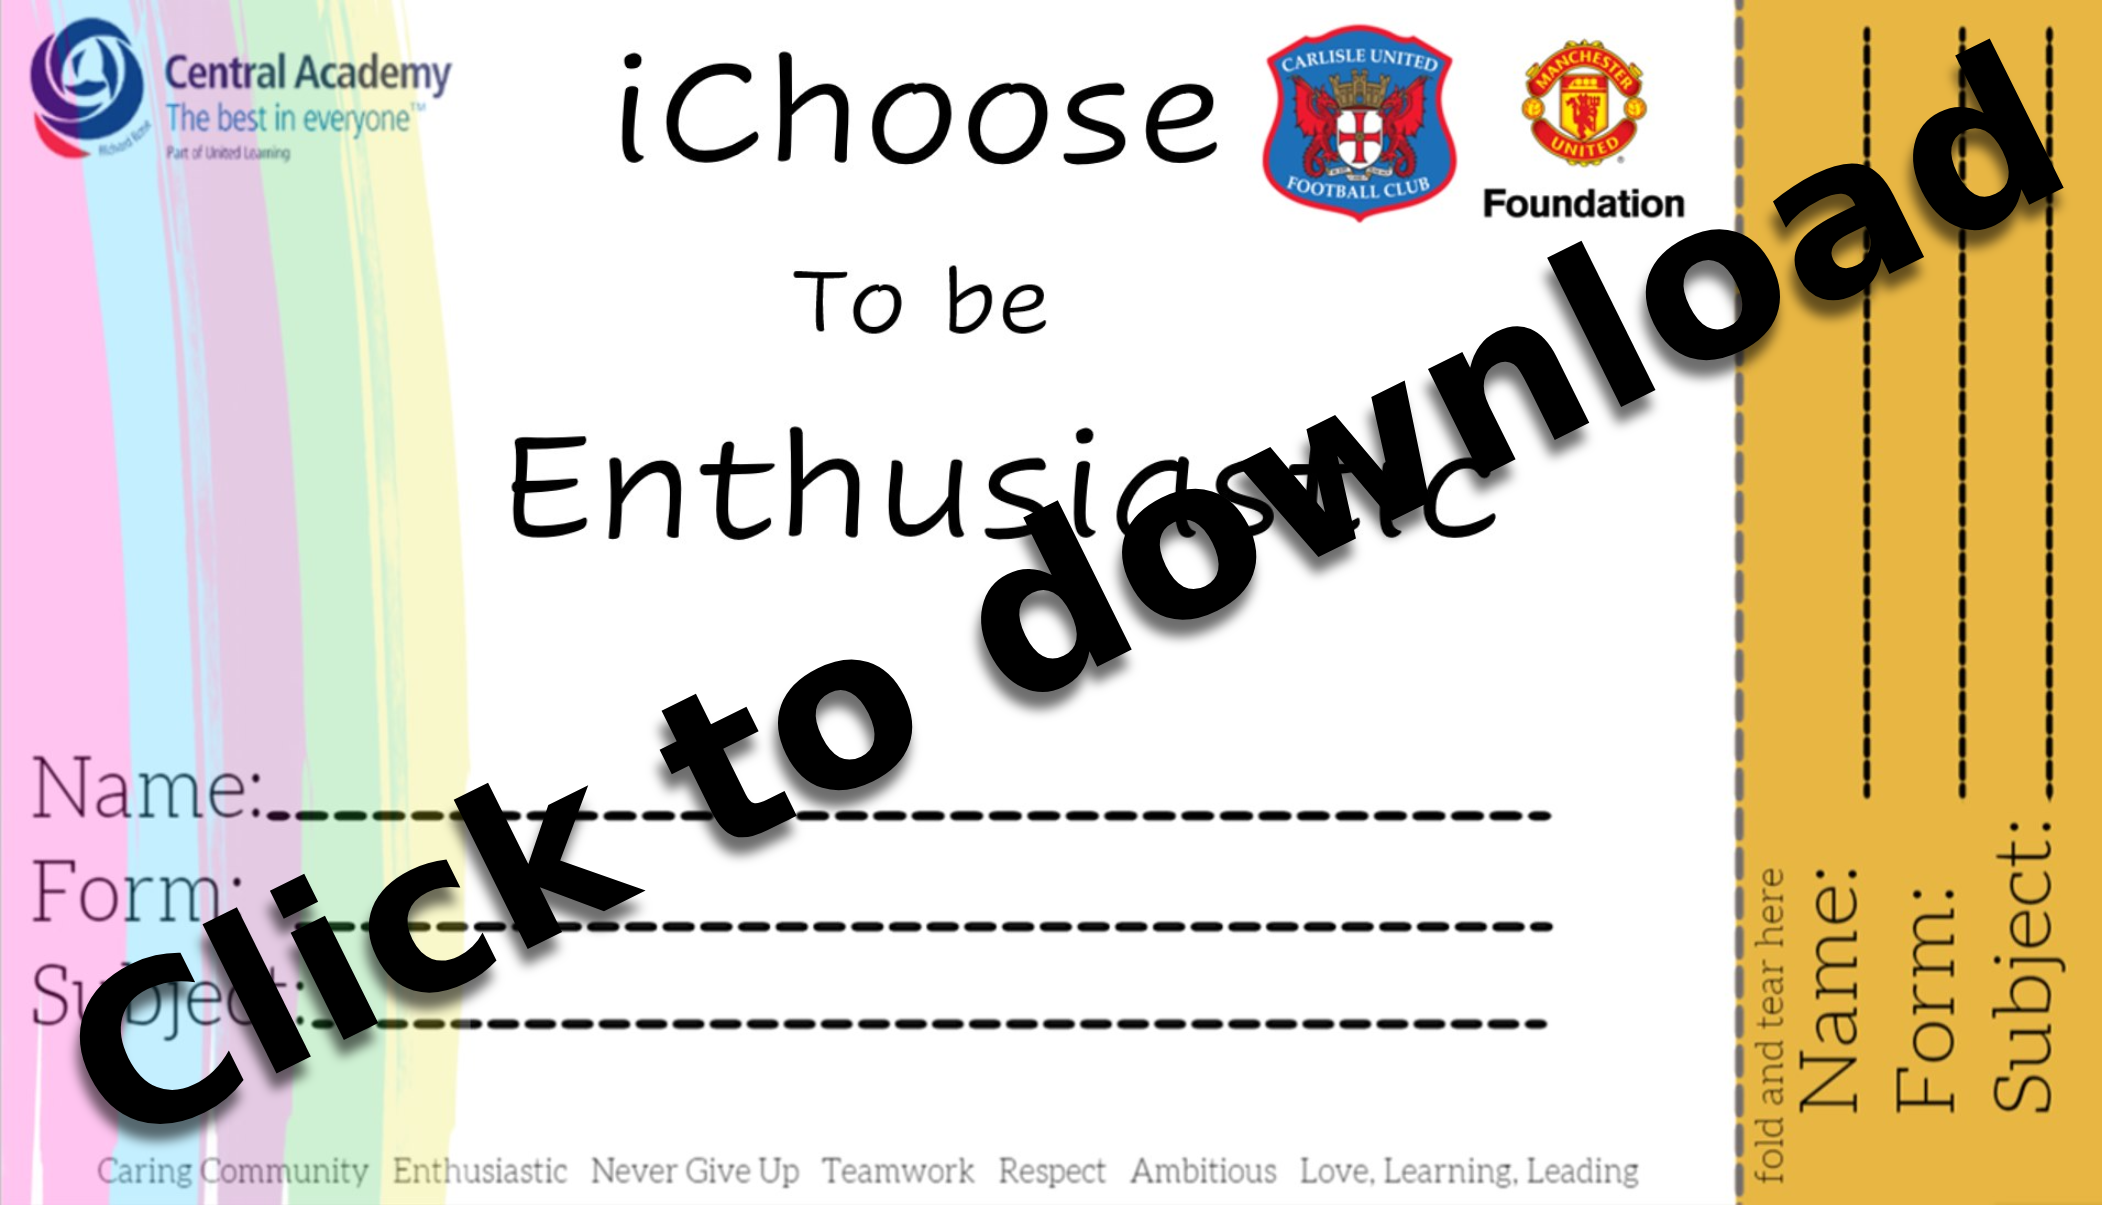 Central Academy
The best in everyone™
Part of United Learning
Richard Rose
iChoose
CARLISLE UNITED
FOOTBALL CLUB
MANCHESTER
UNITED
®
Foundation
To be
Enthusiastic
Click to download
Name:
Form:
Subject:
Caring Community Enthusiastic Never Give Up Teamwork Respect Ambitious Love, Learning, Leading
fold and tear here
Name:
Form:
Subject: